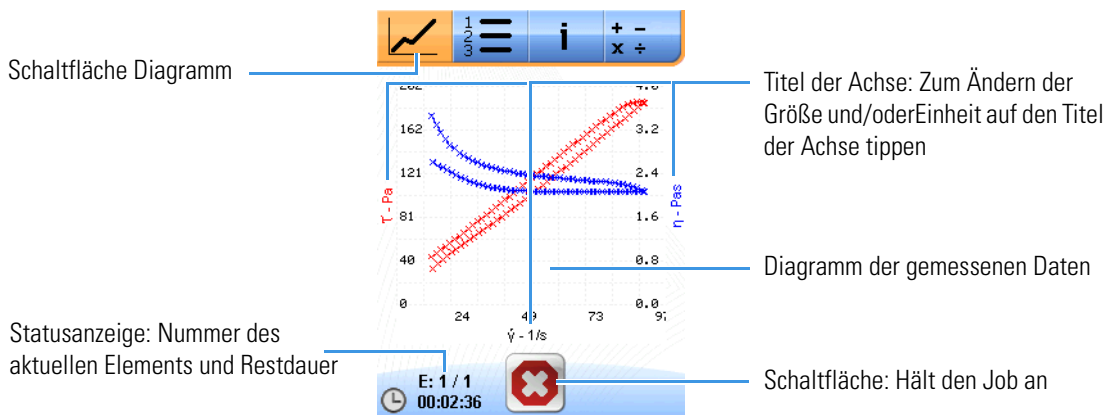 1
2
3
i
+ −
x ÷
Schaltfläche Diagramm
Titel der Achse: Zum Ändern der
Größe und/oderEinheit auf den Titel
der Achse tippen
202
162
121
81
40
0
τ - Pa
4.0
3.2
2.4
1.6
0.8
0.0
η - Pas
24
49
73
97
γ̇ - 1/s
Diagramm der gemessenen Daten
Statusanzeige: Nummer des
aktuellen Elements und Restdauer
E: 1 / 1
00:02:36
Schaltfläche: Hält den Job an